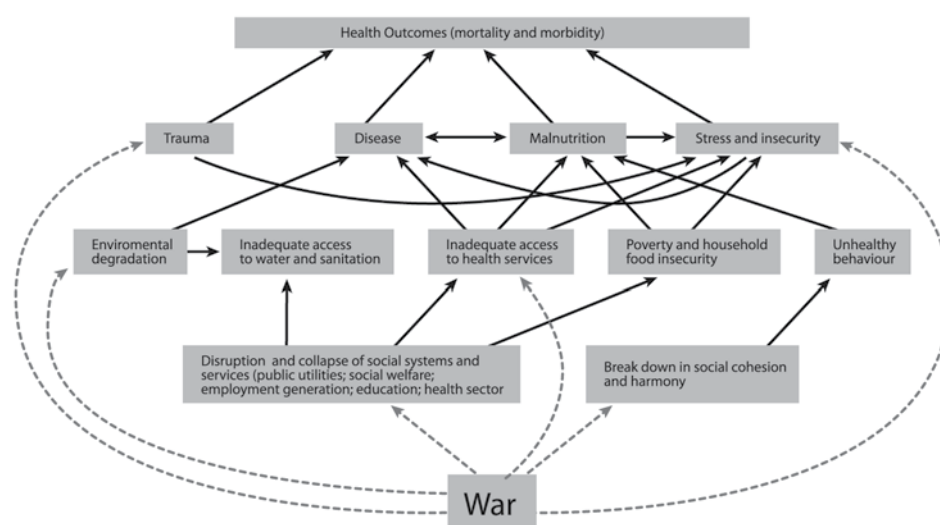 Health Outcomes (mortality and morbidity)
Trauma
Disease
Malnutrition
Stress and insecurity
Enviromental
degradation
Inadequate access
to water and sanitation
Inadequate access
to health services
Poverty and household
food insecurity
Unhealthy
behaviour
Disruption and collapse of social systems and
services (public utilities; social welfare;
employment generation; education; health sector
Break down in social cohesion
and harmony
War